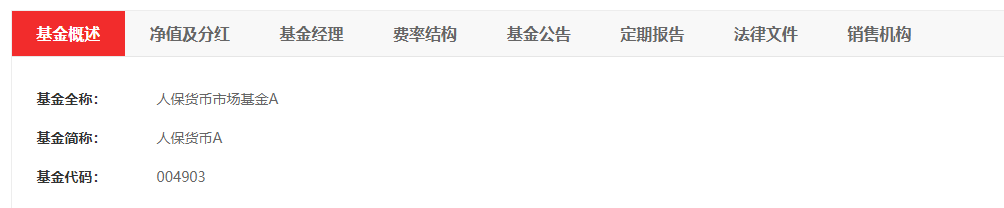 基金概述 净值及分红 基金经理 费率结构 基金公告 定期报告 法律文件 销售机构
基金全称： 人保货币市场基金A
基金简称： 人保货币A
基金代码： 004903